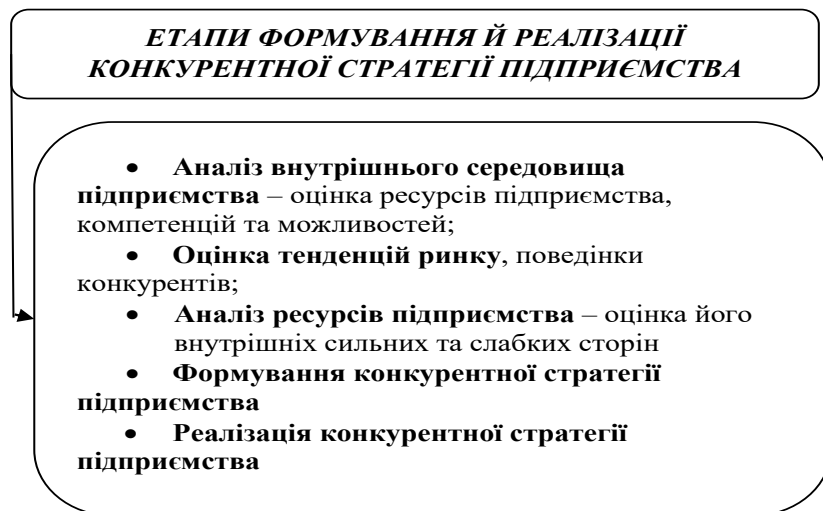 ЕТАПИ ФОРМУВАННЯ Й РЕАЛІЗАЦІЇ
КОНКУРЕНТНОЇ СТРАТЕГІЇ ПІДПРИЄМСТВА
• Аналіз внутрішнього середовища
підприємства – оцінка ресурсів підприємства,
компетенцій та можливостей;
• Оцінка тенденцій ринку, поведінки
конкурентів;
• Аналіз ресурсів підприємства – оцінка його
внутрішніх сильних та слабких сторін
• Формування конкурентної стратегії
підприємства
• Реалізація конкурентної стратегії
підприємства